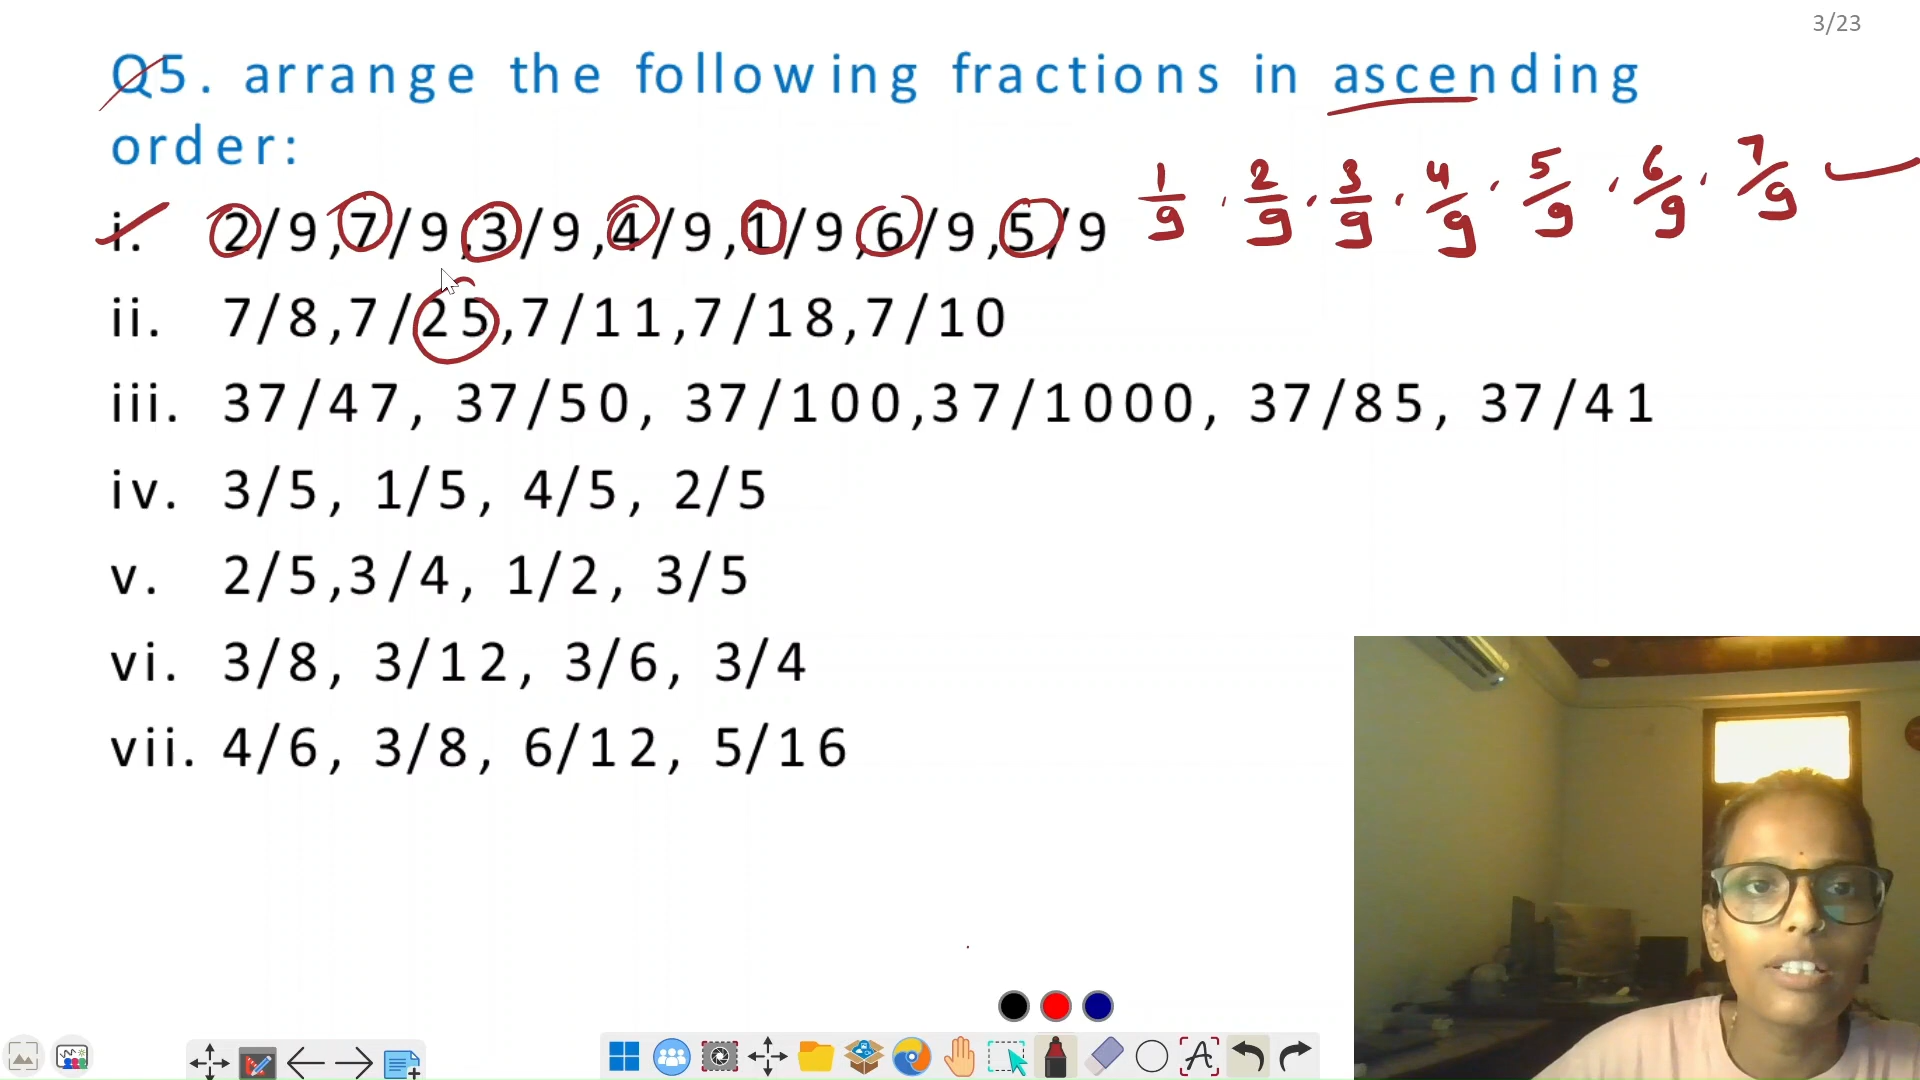 3/23
Q5. arrange the following fractions in ascending
order:
i. 2/9,7/9,3/9,4/9,1/9,6/9,5/9 1/9, 2/9, 3/9, 4/9, 5/9, 6/9, 7/9
ii. 7/8,7/25,7/11,7/18,7/10
iii. 37/47, 37/50, 37/100,37/1000, 37/85, 37/41
iv. 3/5, 1/5, 4/5, 2/5
v. 2/5,3/4, 1/2, 3/5
vi. 3/8, 3/12, 3/6, 3/4
vii. 4/6, 3/8, 6/12, 5/16